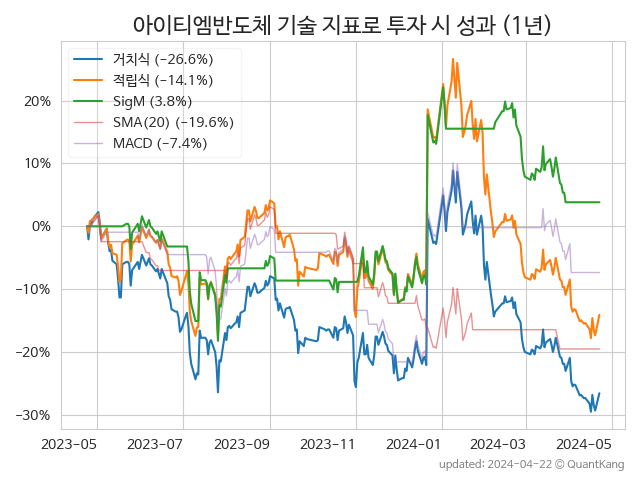 아이티엠반도체 기술 지표로 투자 시 성과 (1년)
거치식 (−26.6%)
적립식 (−14.1%)
SigM (3.8%)
SMA(20) (−19.6%)
MACD (−7.4%)
20%
10%
0%
−10%
−20%
−30%
2023-05 2023-07 2023-09 2023-11 2024-01 2024-03 2024-05
updated: 2024-04-22 © QuantKang